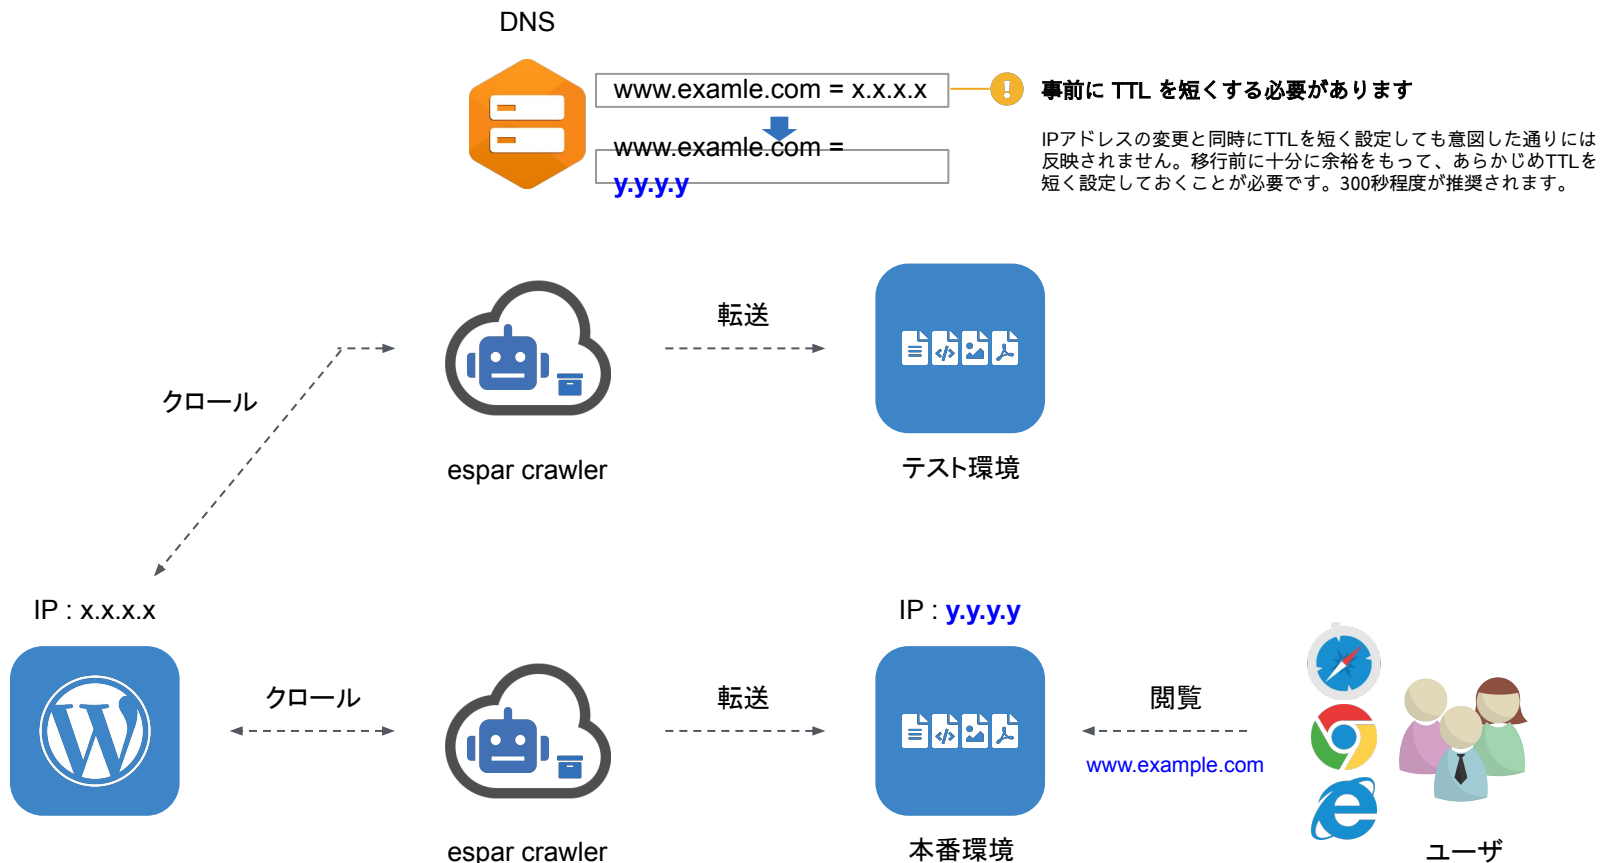 DNS
www.examle.com = x.x.x.x
www.examle.com =
y.y.y.y
事前に TTL を短くする必要があります
IPアドレスの変更と同時にTTLを短く設定しても意図した通りには
反映されません。移行前に十分に余裕をもって、あらかじめTTLを
短く設定しておくことが必要です。300秒程度が推奨されます。
転送
クロール
espar crawler
テスト環境
IP : x.x.x.x
IP : y.y.y.y
クロール
転送
閲覧
www.example.com
espar crawler
本番環境
ユーザ